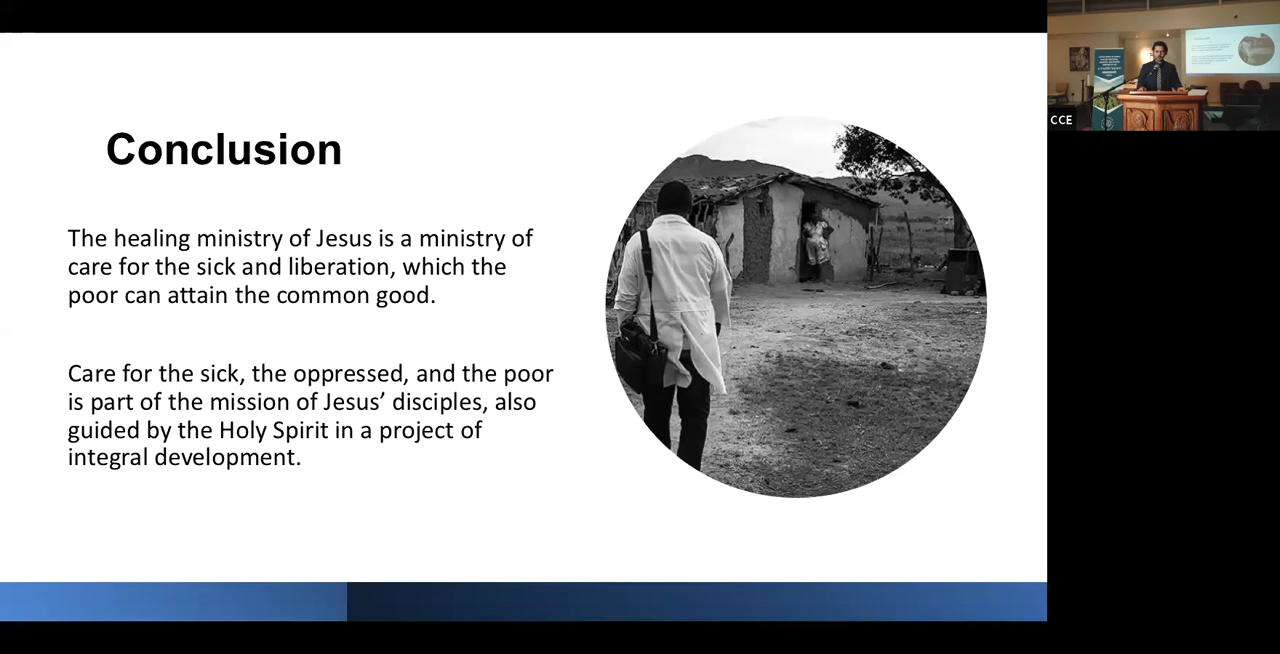 Conclusion
The healing ministry of Jesus is a ministry of
care for the sick and liberation, which the
poor can attain the common good.
Care for the sick, the oppressed, and the poor
is part of the mission of Jesus’ disciples, also
guided by the Holy Spirit in a project of
integral development.
CCE